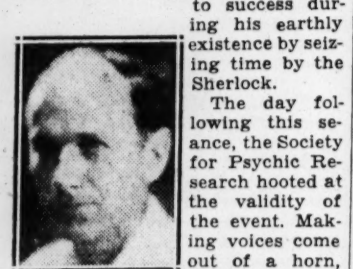 to success dur-
ing his earthly
existence by seiz-
ing time by the
Sherlock.
The day fol-
lowing this se-
ance, the Society
for Psychic Re-
search hooted at
the validity of
the event. Mak-
ing voices come
out of a horn,